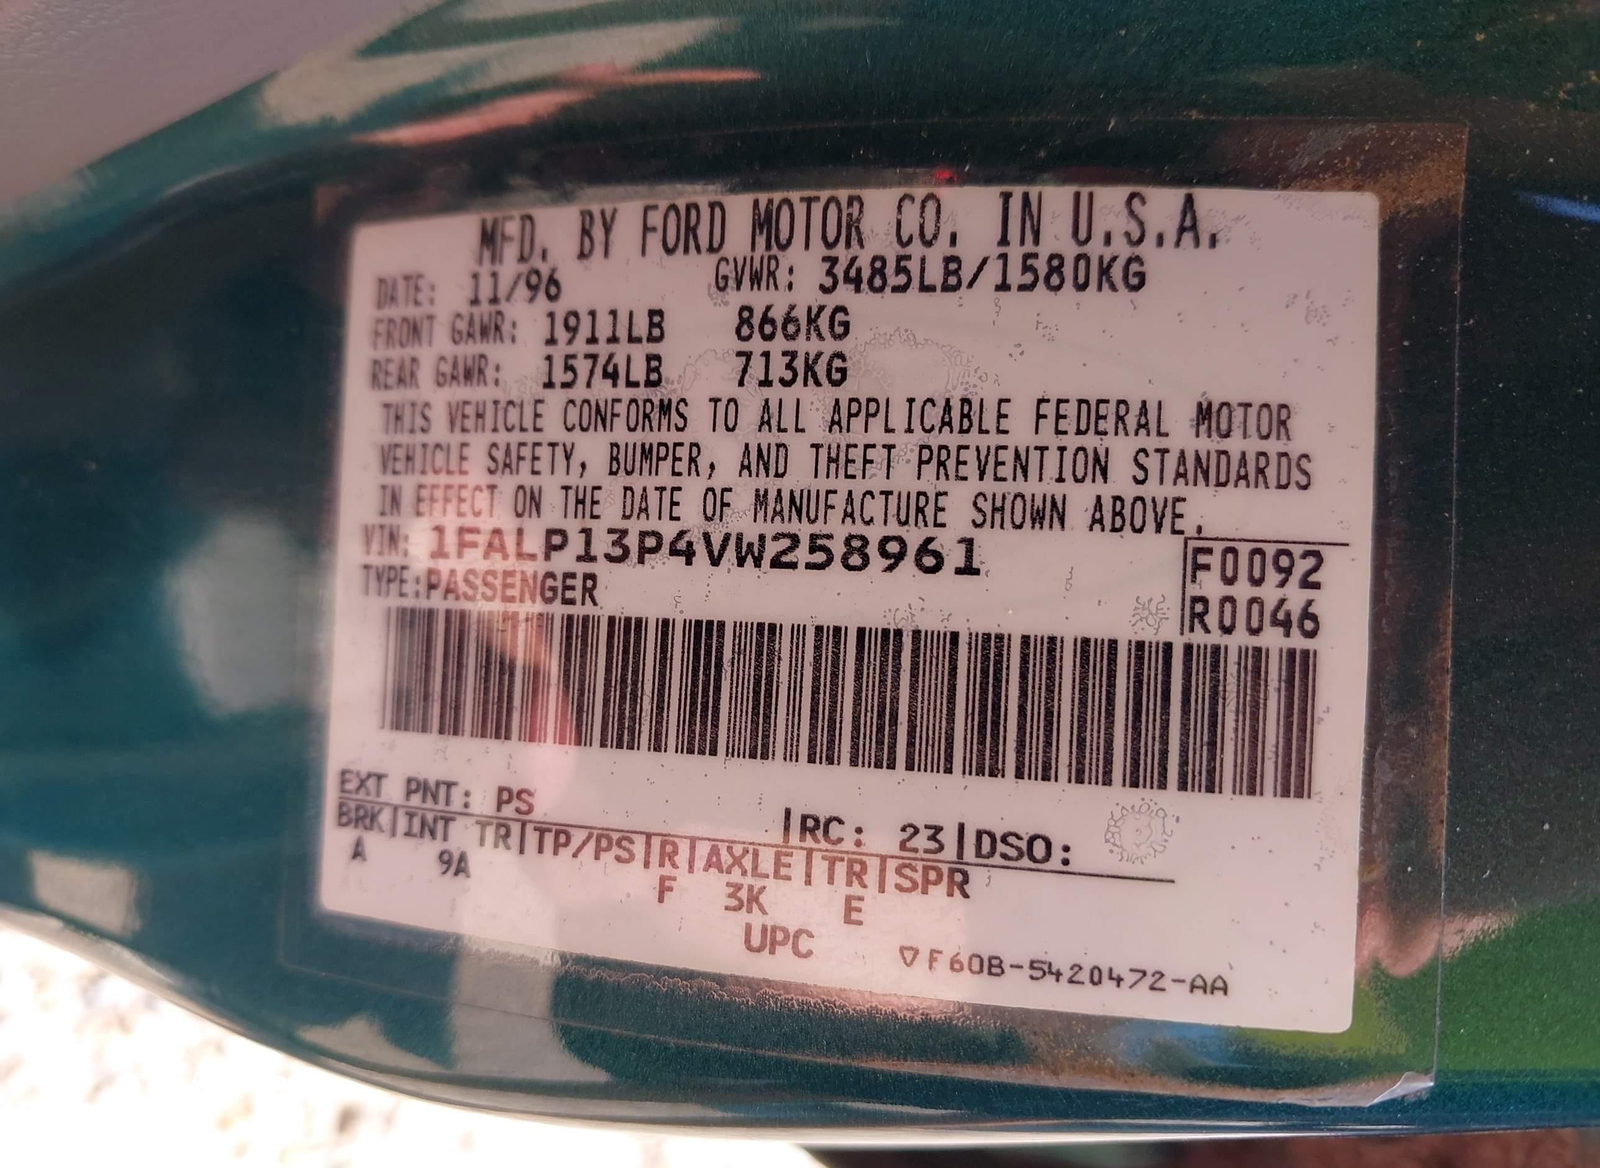 MFD. BY FORD MOTOR CO. IN U.S.A.
DATE: 11/96 GVWR: 3485LB/1580KG
FRONT GAWR: 1911LB 866KG
REAR GAWR: 1574LB 713KG
THIS VEHICLE CONFORMS TO ALL APPLICABLE FEDERAL MOTOR
VEHICLE SAFETY, BUMPER, AND THEFT PREVENTION STANDARDS
IN EFFECT ON THE DATE OF MANUFACTURE SHOWN ABOVE.
VIN: 1FALP13P4VW258961
F0092
TYPE:PASSENGER
R0046
EXT PNT: PS |RC: 23|DSO:
BRK|INT TR|TP/PS|R|AXLE|TR|SPR
A 9A F 3K E
UPC ▽F60B-5420472-AA